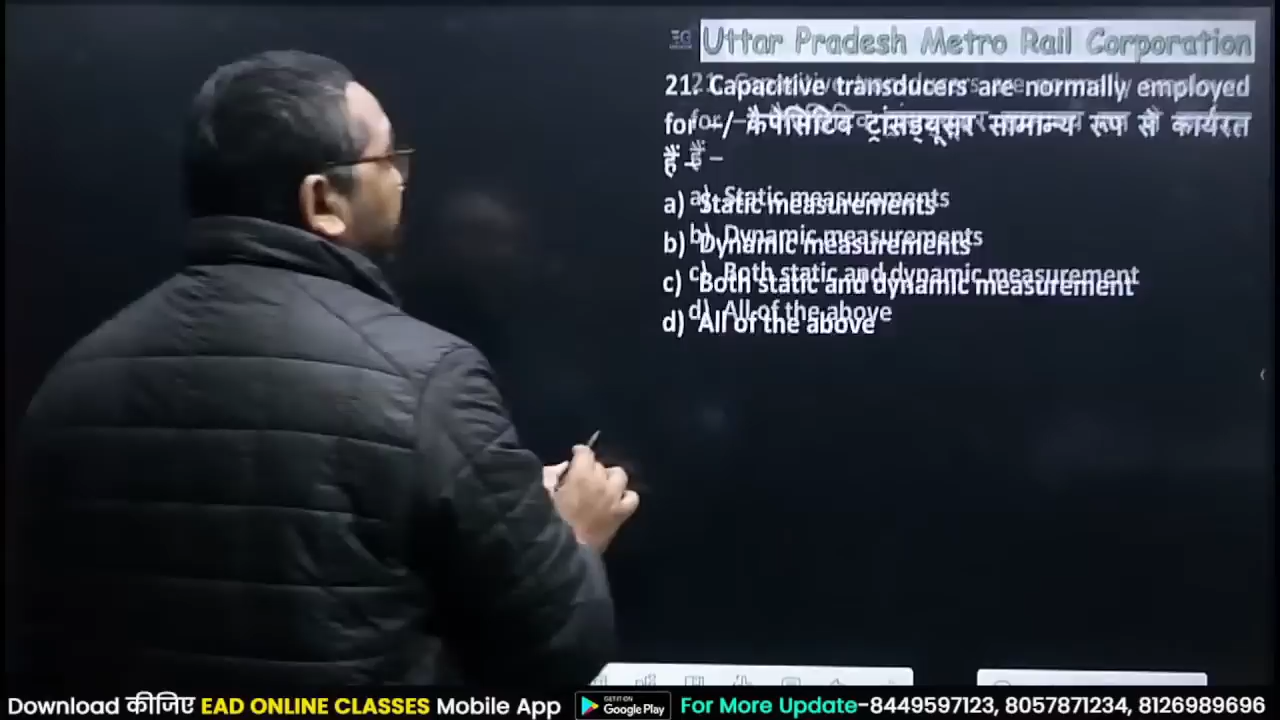 Uttar Pradesh Metro Rail Corporation
21. Capacitive transducers are normally employed
for –/ कैपेसिटिव ट्रांसड्यूसर सामान्य रूप से कार्यरत
हैं –
a) Static measurements
b) Dynamic measurements
c) Both static and dynamic measurement
d) All of the above
Download कीजिए EAD ONLINE CLASSES Mobile App
GET IT ON
Google Play
For More Update-8449597123, 8057871234, 8126989696